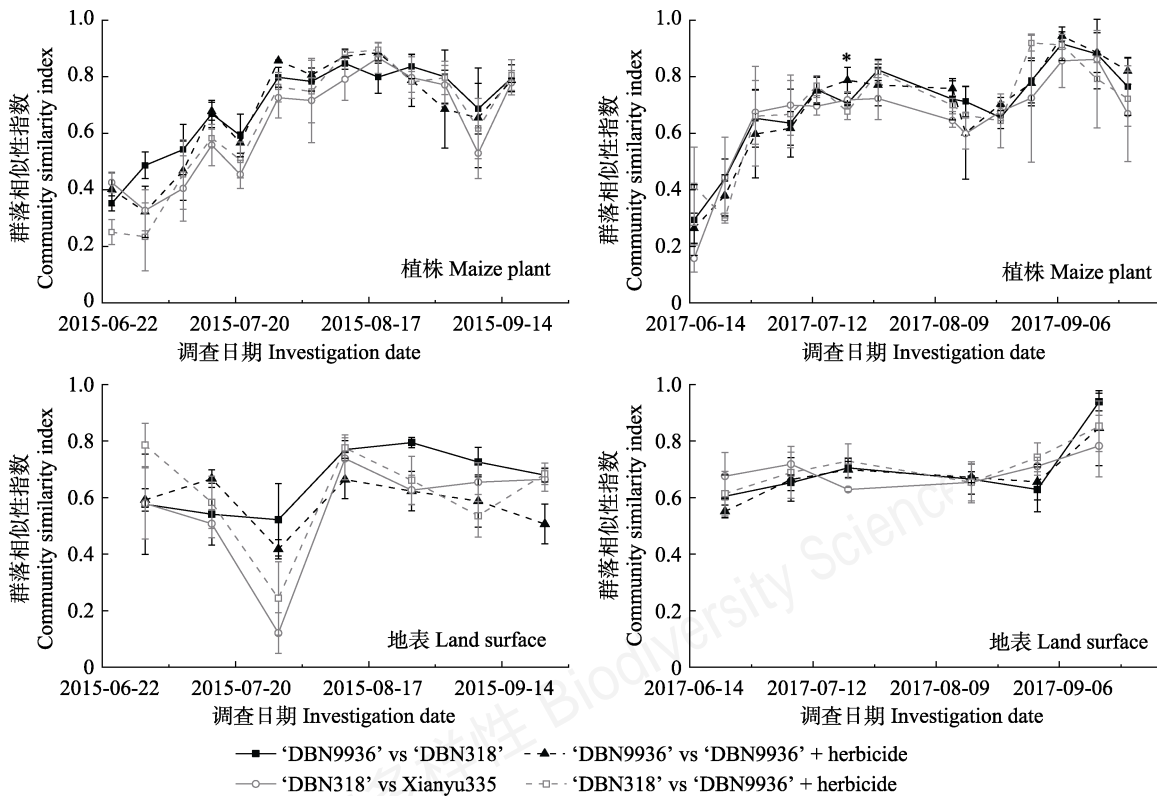 1.0
0.8
0.6
0.4
0.2
0
群落相似性指数
Community similarity index
植株 Maize plant
2015-06-22 2015-07-20 2015-08-17 2015-09-14
调查日期 Investigation date
1.0
0.8
0.6
0.4
0.2
0
群落相似性指数
Community similarity index
*
植株 Maize plant
2017-06-14 2017-07-12 2017-08-09 2017-09-06
调查日期 Investigation date
1.0
0.8
0.6
0.4
0.2
0
群落相似性指数
Community similarity index
地表 Land surface
2015-06-22 2015-07-20 2015-08-17 2015-09-14
调查日期 Investigation date
1.0
0.8
0.6
0.4
0.2
0
群落相似性指数
Community similarity index
地表 Land surface
2017-06-14 2017-07-12 2017-08-09 2017-09-06
调查日期 Investigation date
‘DBN9936’ vs ‘DBN318’ ‘DBN9936’ vs ‘DBN9936’ + herbicide
‘DBN318’ vs Xianyu335 ‘DBN318’ vs ‘DBN9936’ + herbicide
多样性 Biodiversity Science